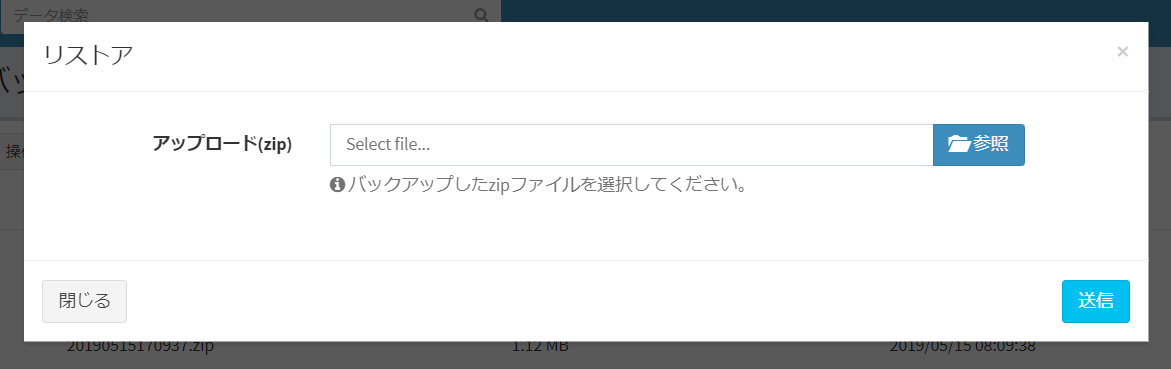 データ検索
リストア
×
バッ
アップロード(zip)
Select file...
参照
バックアップしたzipファイルを選択してください。
閉じる
送信
20190515170937.zip
1.12 MB
2019/05/15 08:09:38